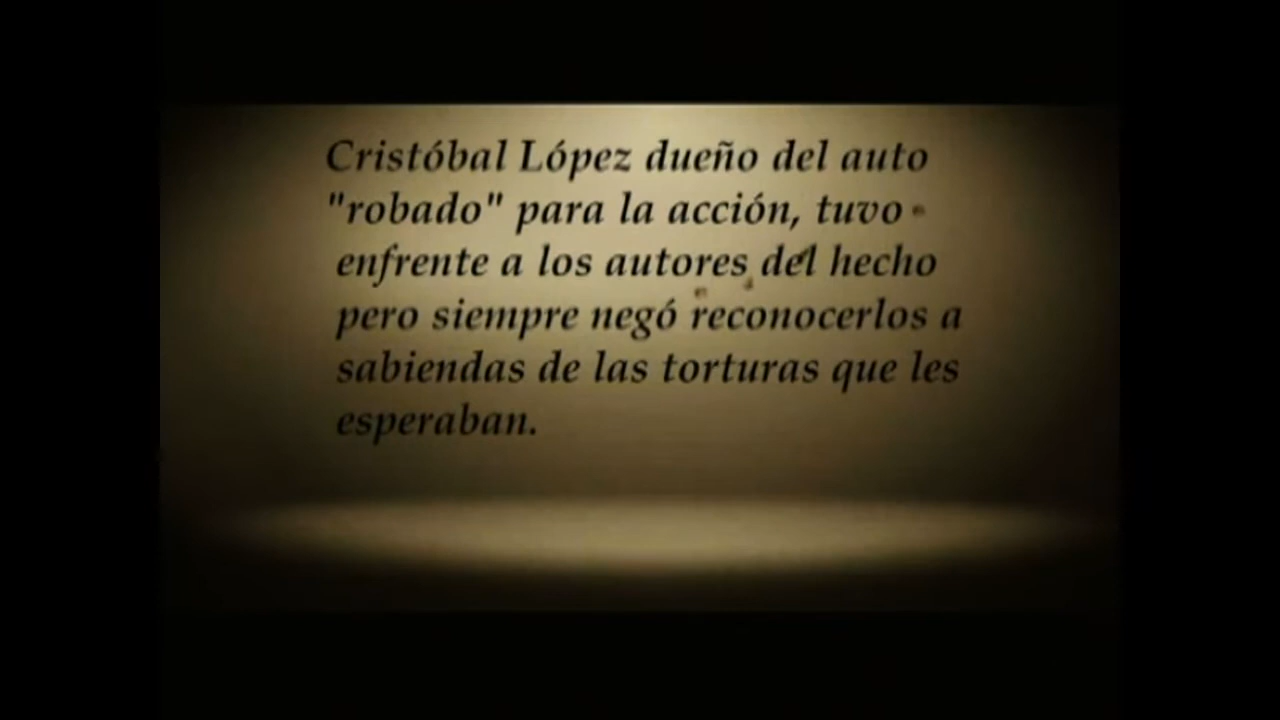 Cristóbal López dueño del auto
"robado" para la acción, tuvo
enfrente a los autores del hecho
pero siempre negó reconocerlos a
sabiendas de las torturas que les
esperaban.